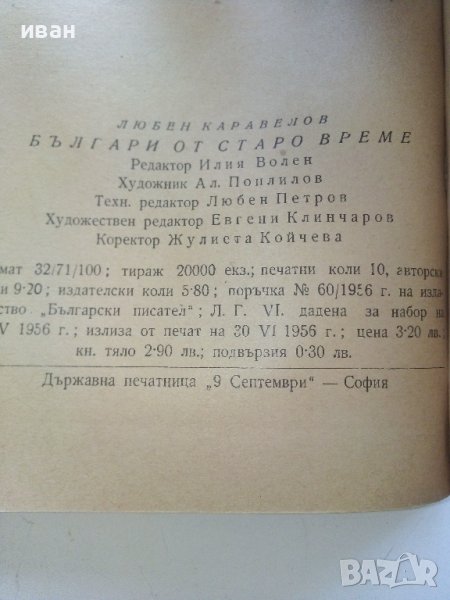 иван
ЛЮБЕН КАРАВЕЛОВ
БЪЛГАРИ ОТ СТАРО ВРЕМЕ
Редактор Илия Волен
Художник Ал. Поплилов
Техн. редактор Любен Петров
Художествен редактор Евгени Клинчаров
Коректор Жулиета Койчева
мат 32/71/100; тираж 20000 екз.; печатни коли 10, авторски
и 9·20; издателски коли 5·80; поръчка № 60/1956 г. на изда-
ство „Български писател"; Л. Г. VI. дадена за набор на
V 1956 г.; излиза от печат на 30 VI 1956 г.; цена 3·20 лв.;
кн. тяло 2·90 лв.; подвързия 0·30 лв.
Държавна печатница „9 Септември" — София
BAZAR